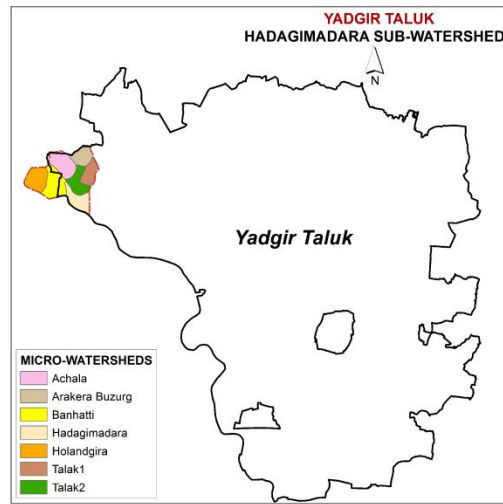 YADGIR TALUK
HADAGIMADARA SUB-WATERSHED
N
Yadgir Taluk
MICRO-WATERSHEDS
Achala
Arakera Buzurg
Banhatti
Hadagimadara
Holandgira
Talak1
Talak2